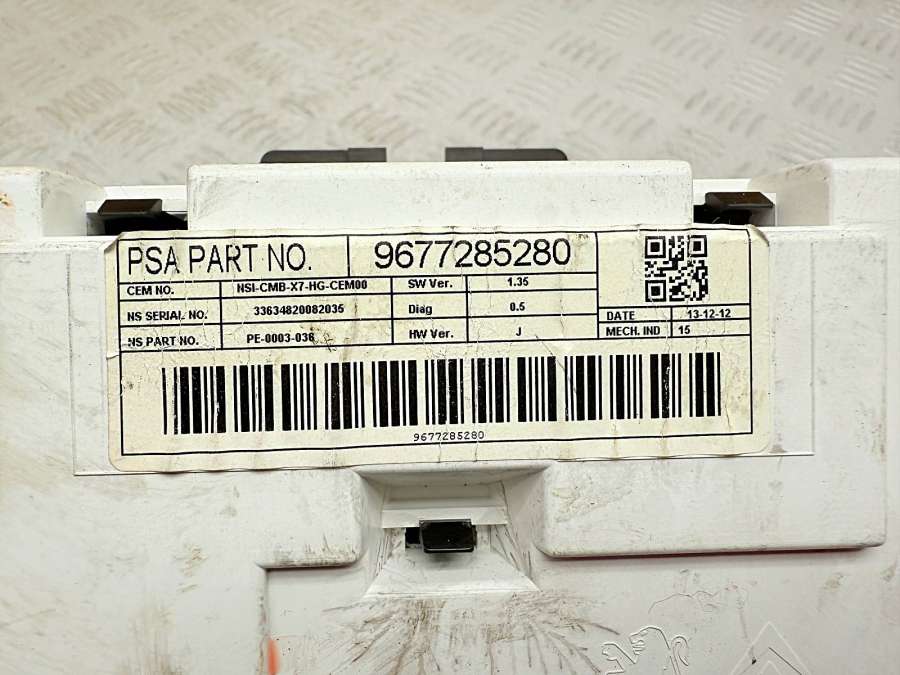 PSA PART NO. 9677285280
CEM NO. NSI-CMB-X7-HG-CEM00 SW Ver. 1.35
NS SERIAL NO. 33634820082035 Diag 0.5
NS PART NO. PE-0003-036 HW Ver. J
DATE 13-12-12
MECH. IND 15
9677285280